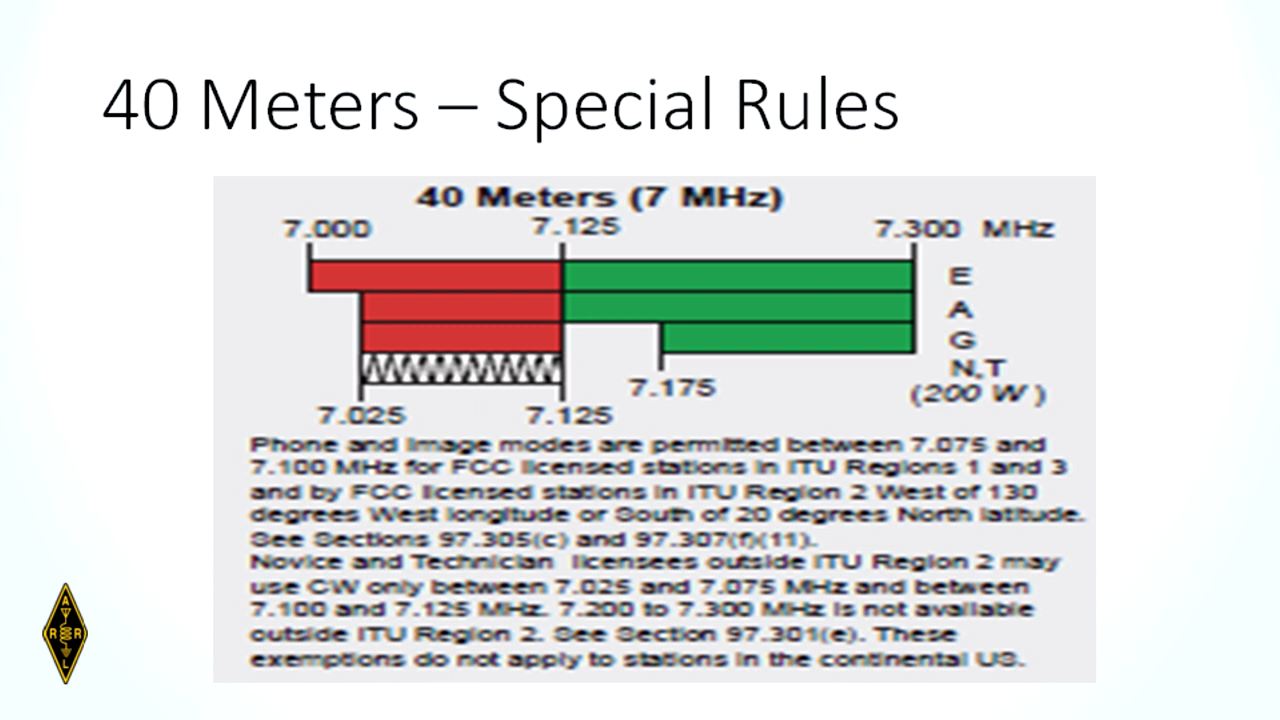 40 Meters – Special Rules
40 Meters (7 MHz)
7.000 7.125 7.300 MHz
E
A
G
N,T
(200 W)
7.175
7.025 7.125
Phone and Image modes are permitted between 7.075 and
7.100 MHz for FCC licensed stations in ITU Regions 1 and 3
and by FCC licensed stations in ITU Region 2 West of 130
degrees West longitude or South of 20 degrees North latitude.
See Sections 97.305(c) and 97.307(f)(11).
Novice and Technician licensees outside ITU Region 2 may
use CW only between 7.025 and 7.075 MHz and between
7.100 and 7.125 MHz. 7.200 to 7.300 MHz is not available
outside ITU Region 2. See Section 97.301(e). These
exemptions do not apply to stations in the continental US.
A
R R
L